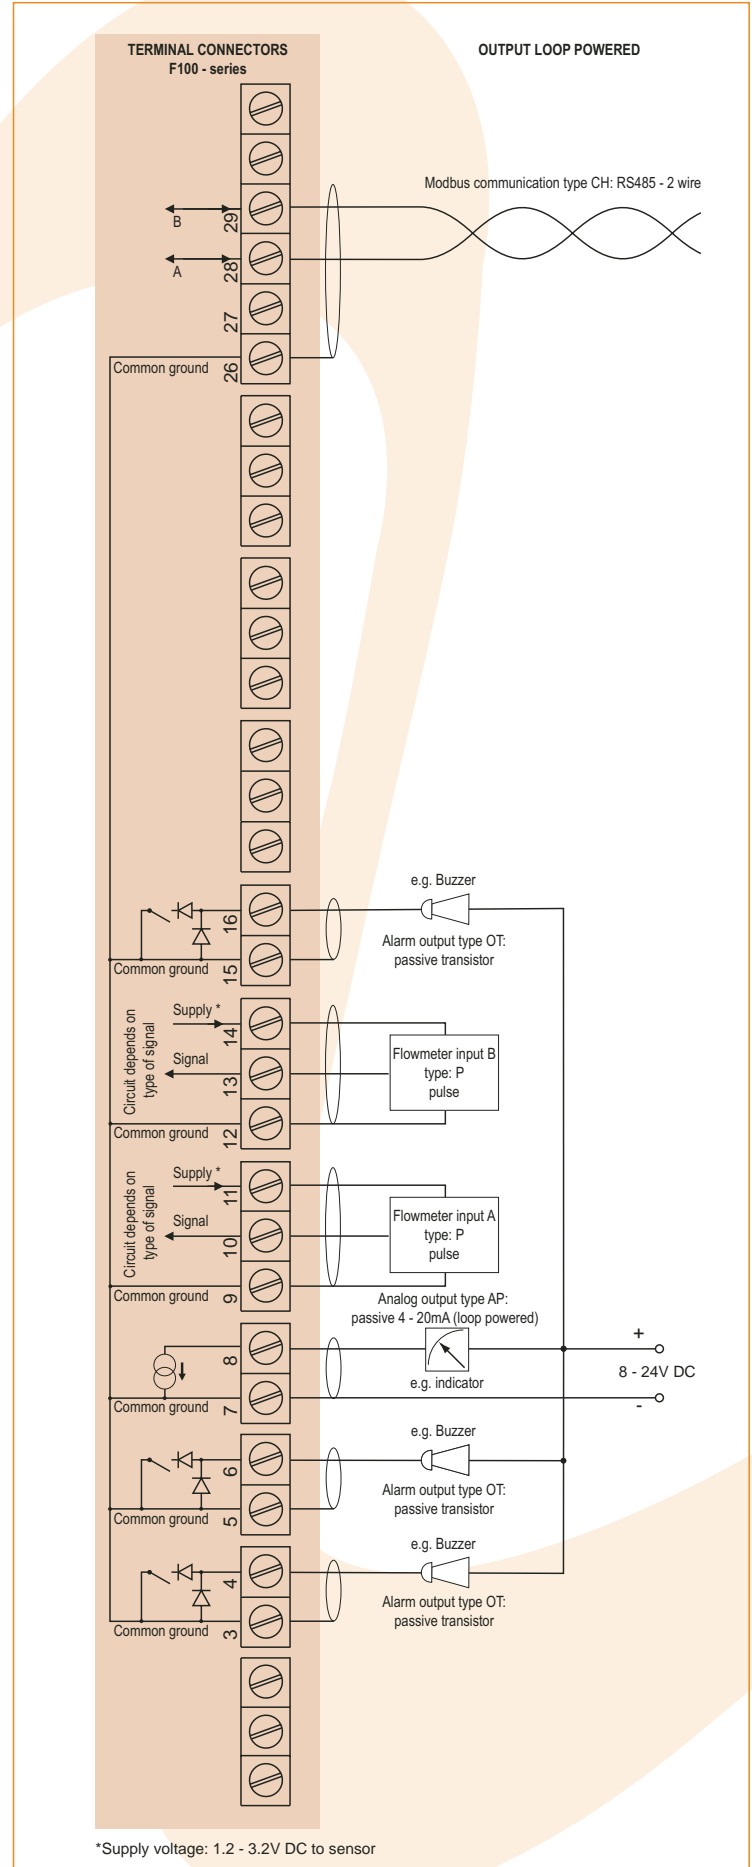 TERMINAL CONNECTORS
F100 - series
OUTPUT LOOP POWERED
Modbus communication type CH: RS485 - 2 wire
B
29
A
28
27
Common ground
26
e.g. Buzzer
16
Alarm output type OT:
passive transistor
Common ground
15
Circuit depends on
type of signal
Supply *
14
Signal
13
Flowmeter input B
type: P
pulse
Common ground
12
Circuit depends on
type of signal
Supply *
11
Signal
10
Flowmeter input A
type: P
pulse
Common ground
9
Analog output type AP:
passive 4 - 20mA (loop powered)
8
e.g. indicator
+
8 - 24V DC
-
Common ground
7
e.g. Buzzer
6
Alarm output type OT:
passive transistor
Common ground
5
e.g. Buzzer
4
Alarm output type OT:
passive transistor
Common ground
3
*Supply voltage: 1.2 - 3.2V DC to sensor